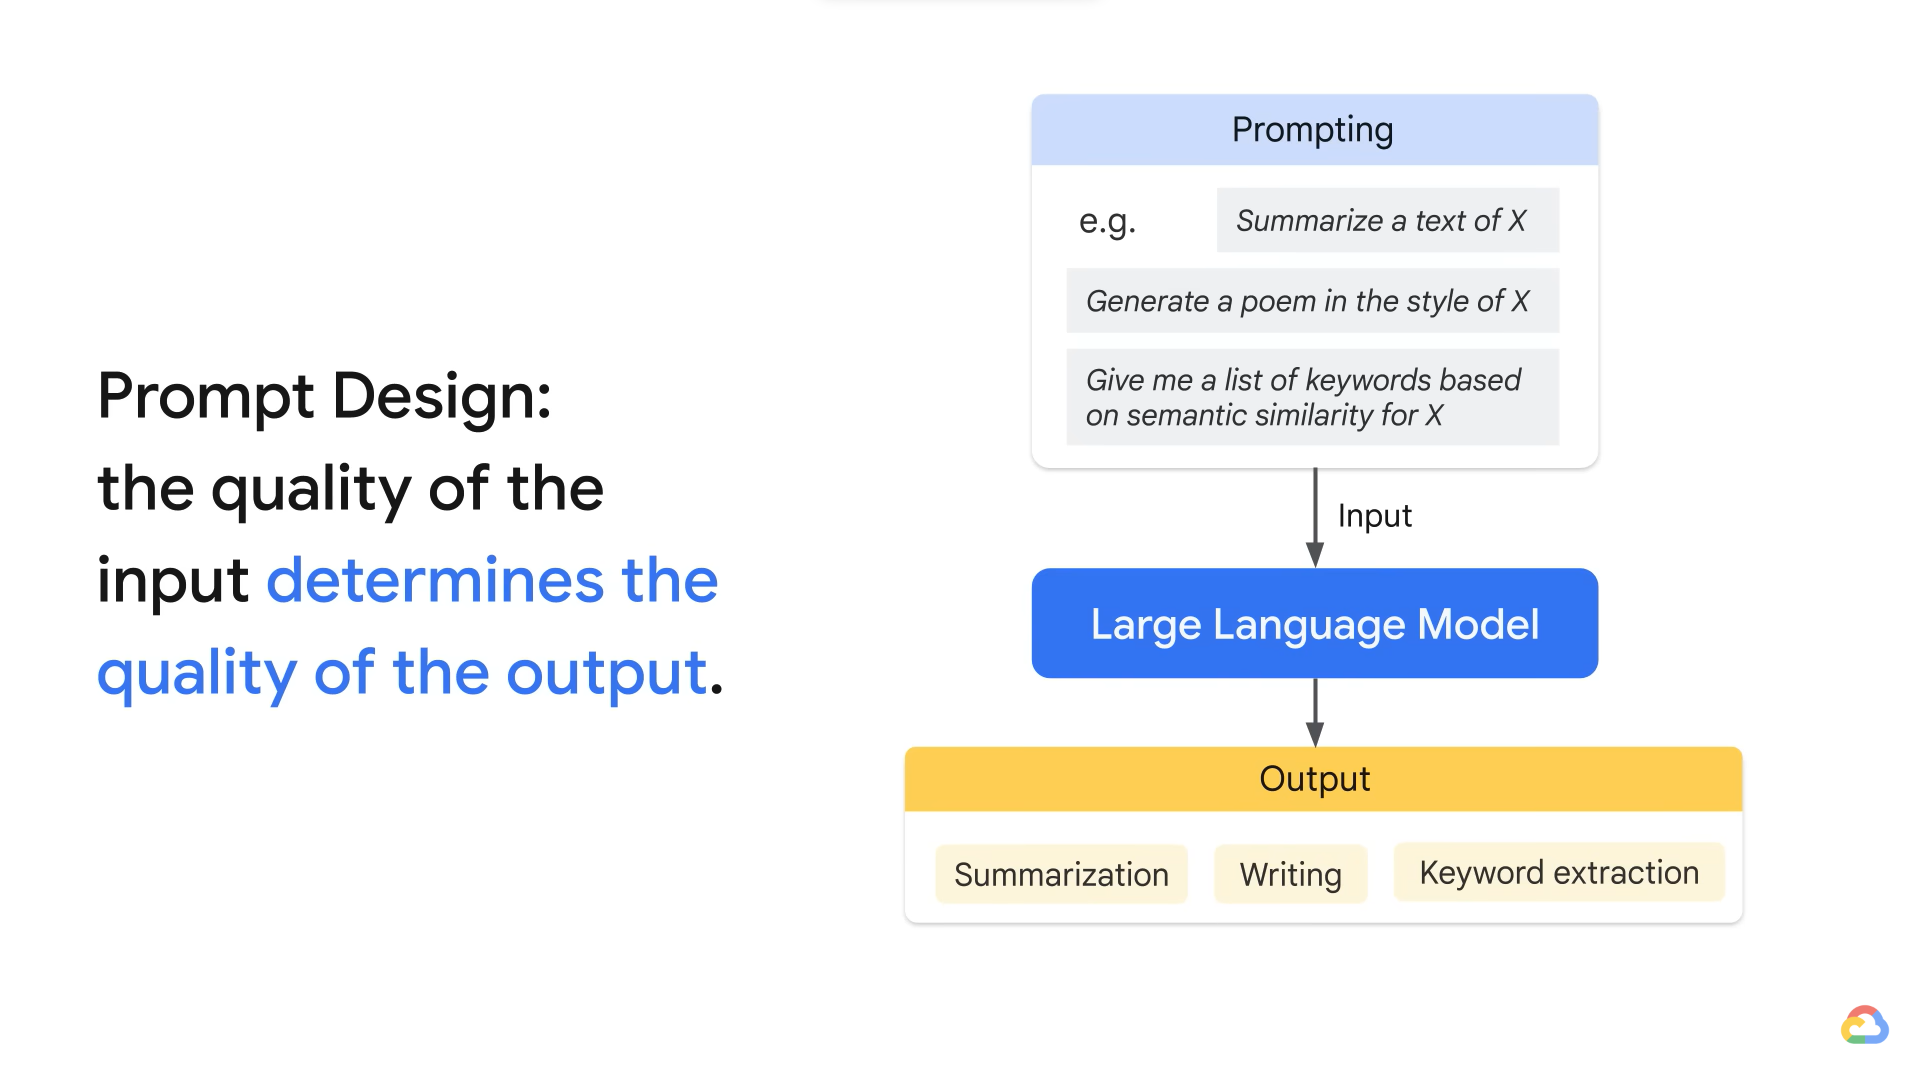 Prompt Design:
the quality of the
input determines the
quality of the output.
Prompting
e.g.
Summarize a text of X
Generate a poem in the style of X
Give me a list of keywords based
on semantic similarity for X
Input
Large Language Model
Output
Summarization
Writing
Keyword extraction